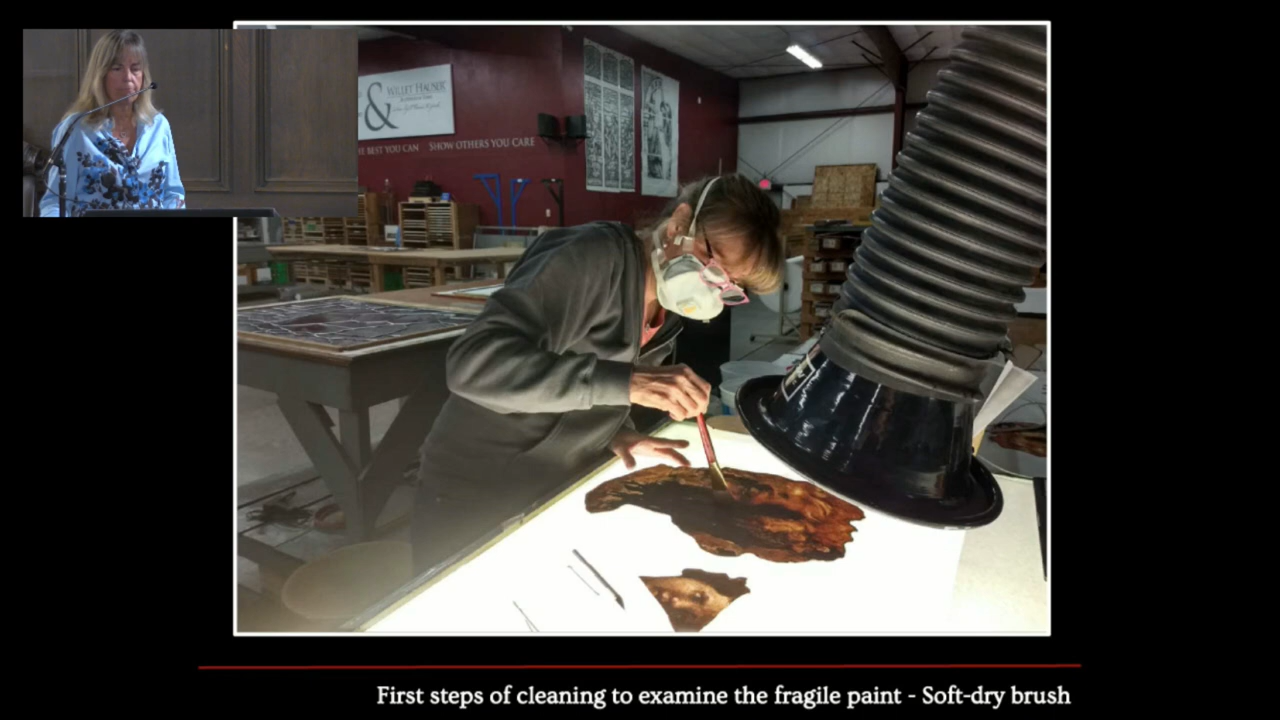 & WILLET HAUSER
BEST YOU CAN SHOW OTHERS YOU CARE
First steps of cleaning to examine the fragile paint - Soft-dry brush